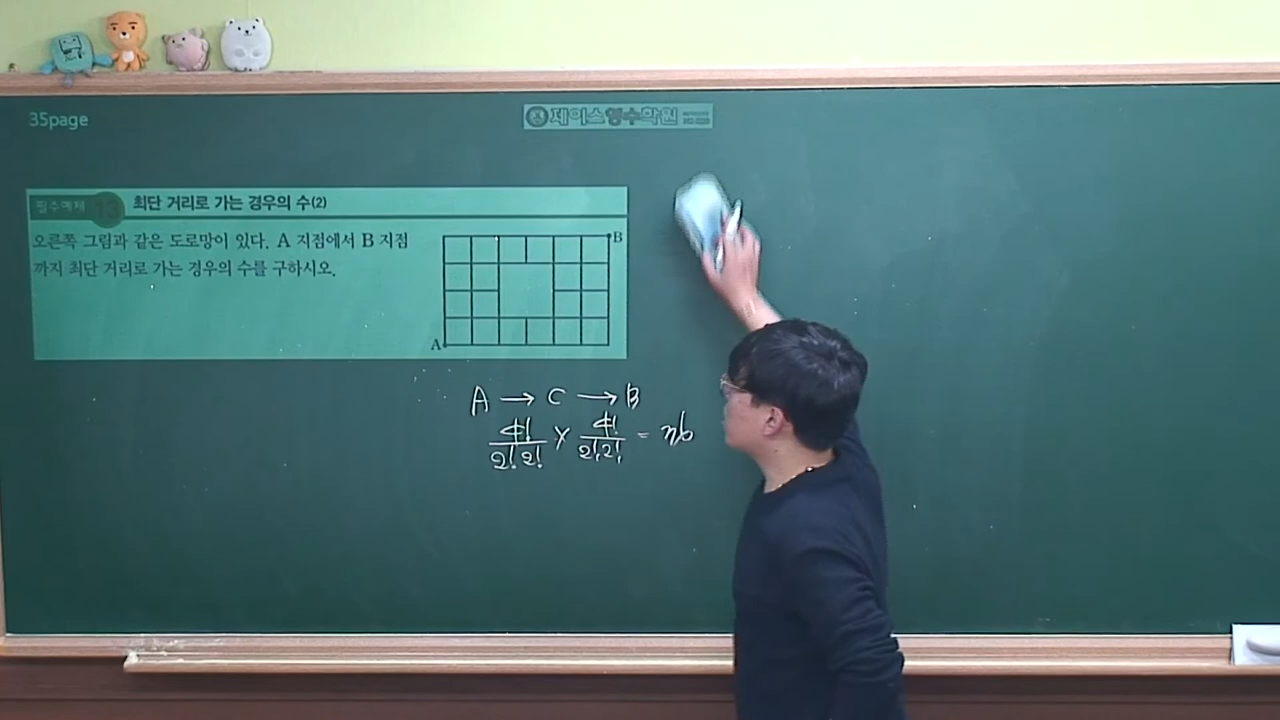 35page
제이스영수학원
필수예제 13 최단 거리로 가는 경우의 수(2)
오른쪽 그림과 같은 도로망이 있다. A 지점에서 B 지점
까지 최단 거리로 가는 경우의 수를 구하시오.
B
A
A → C → B
4!/2!2! × 4!/2!2! = 36